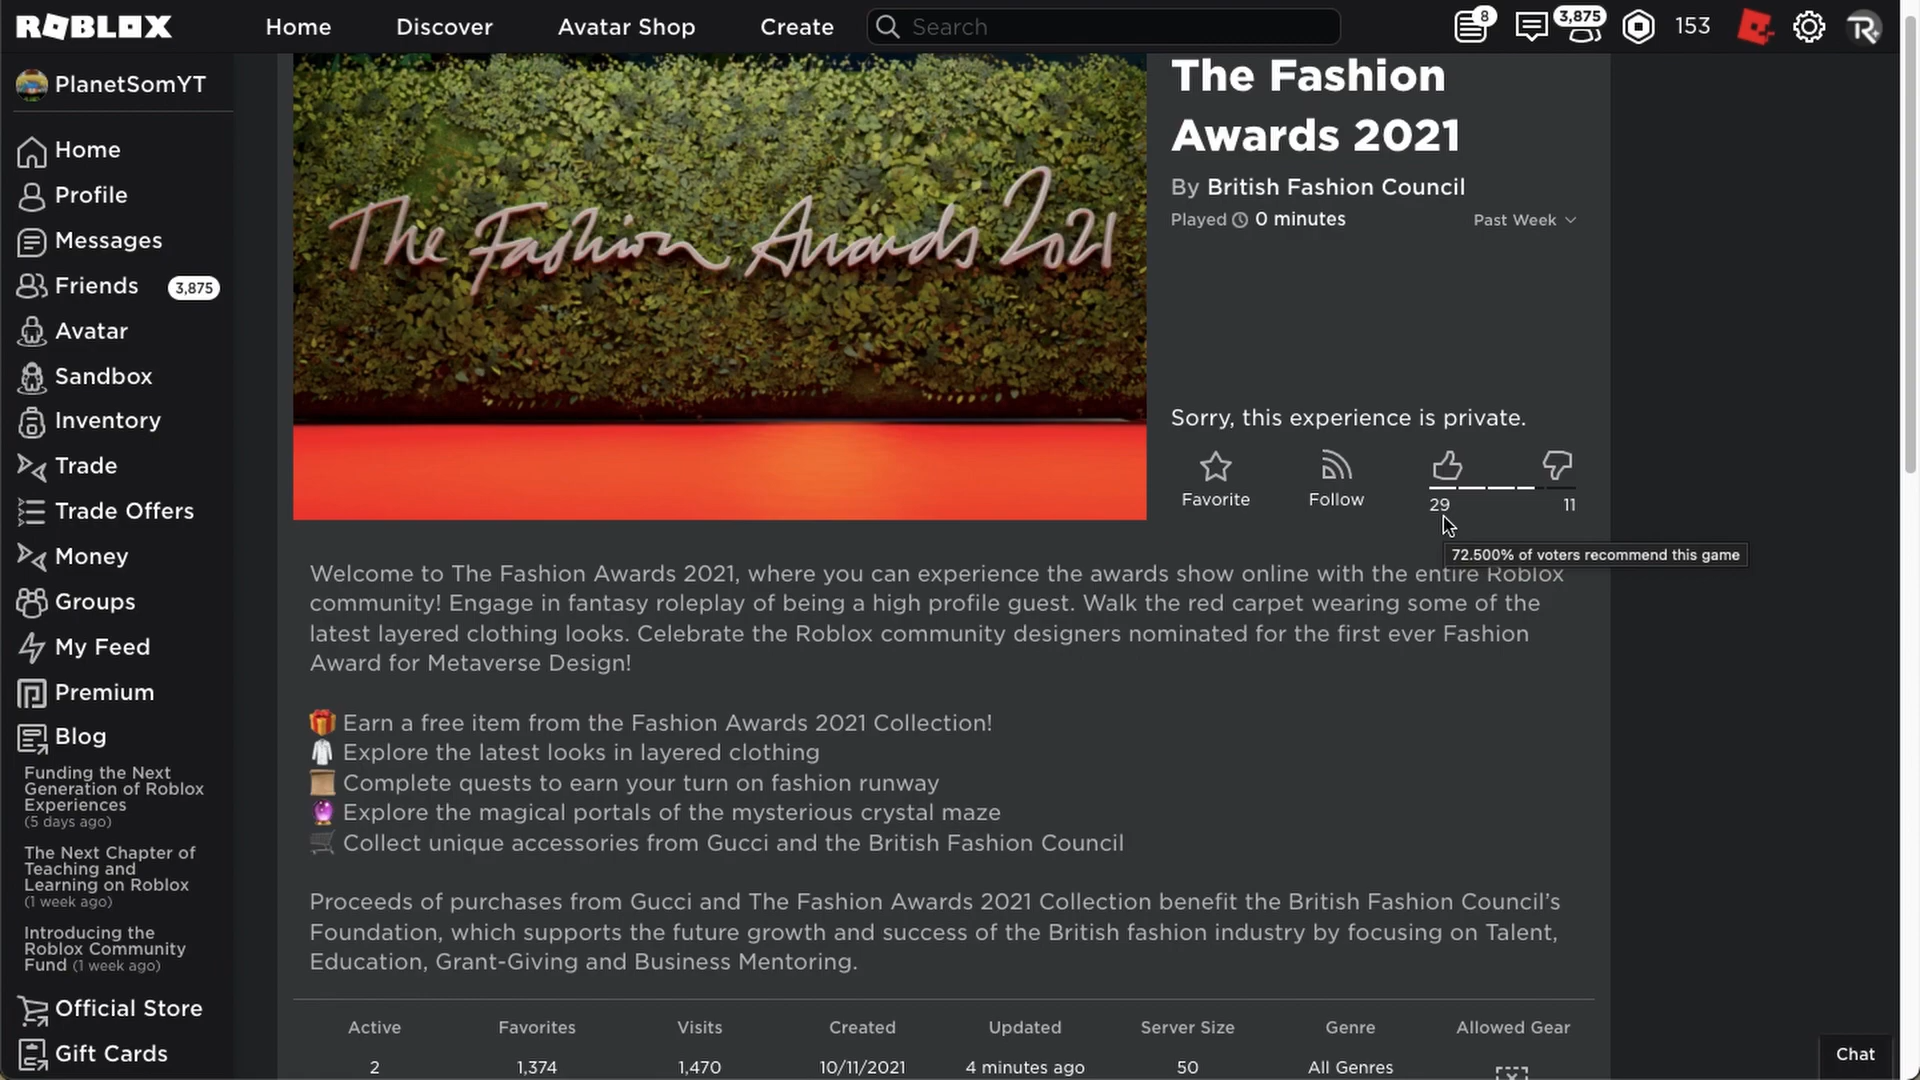 ROBLOX
Home
Discover
Avatar Shop
Create
Search
8
3,875
153
PlanetSomYT
Home
Profile
Messages
Friends
3,875
Avatar
Sandbox
Inventory
Trade
Trade Offers
Money
Groups
My Feed
Premium
Blog
Funding the Next
Generation of Roblox
Experiences
(5 days ago)
The Next Chapter of
Teaching and
Learning on Roblox
(1 week ago)
Introducing the
Roblox Community
Fund (1 week ago)
Official Store
Gift Cards
The Fashion Awards 2021
The Fashion
Awards 2021
By British Fashion Council
Played 0 minutes
Past Week
Sorry, this experience is private.
Favorite
Follow
29
11
72.500% of voters recommend this game
Welcome to The Fashion Awards 2021, where you can experience the awards show online with the entire Roblox
community! Engage in fantasy roleplay of being a high profile guest. Walk the red carpet wearing some of the
latest layered clothing looks. Celebrate the Roblox community designers nominated for the first ever Fashion
Award for Metaverse Design!
🎁 Earn a free item from the Fashion Awards 2021 Collection!
🥼 Explore the latest looks in layered clothing
📜 Complete quests to earn your turn on fashion runway
🔮 Explore the magical portals of the mysterious crystal maze
🛒 Collect unique accessories from Gucci and the British Fashion Council
Proceeds of purchases from Gucci and The Fashion Awards 2021 Collection benefit the British Fashion Council’s
Foundation, which supports the future growth and success of the British fashion industry by focusing on Talent,
Education, Grant-Giving and Business Mentoring.
Active
Favorites
Visits
Created
Updated
Server Size
Genre
Allowed Gear
2
1,374
1,470
10/11/2021
4 minutes ago
50
All Genres
Chat